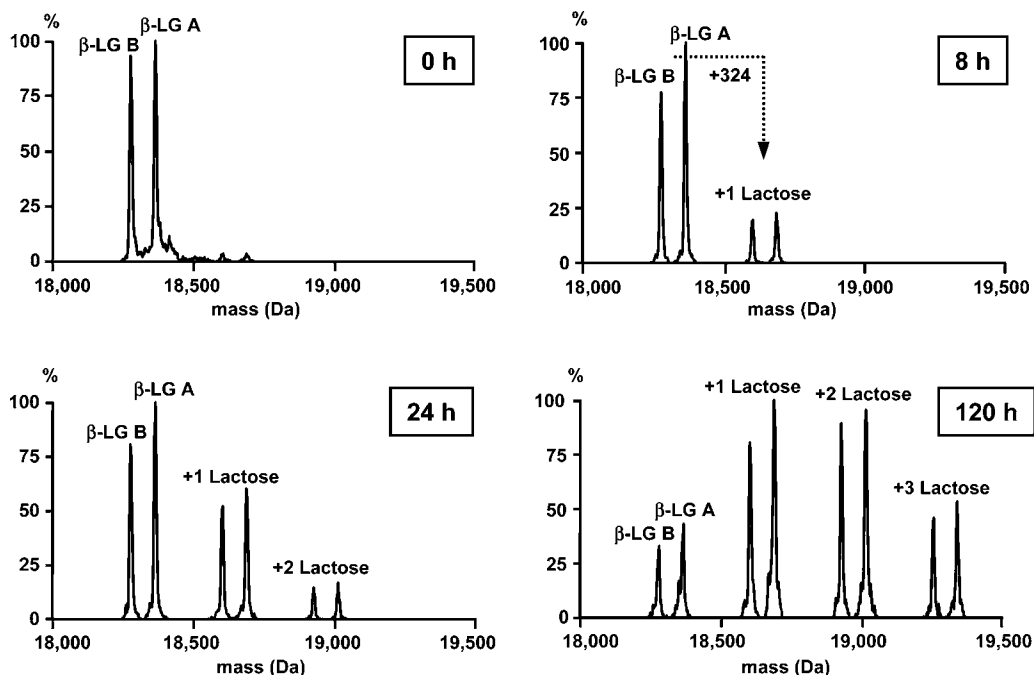 %
β-LG A
β-LG B
0 h
100
75
50
25
0
18,000
18,500
19,000
19,500
mass (Da)
%
β-LG A
β-LG B
+324
8 h
+1 Lactose
100
75
50
25
0
18,000
18,500
19,000
19,500
mass (Da)
%
β-LG A
β-LG B
24 h
+1 Lactose
+2 Lactose
100
75
50
25
0
18,000
18,500
19,000
19,500
mass (Da)
%
+1 Lactose
+2 Lactose
120 h
+3 Lactose
β-LG A
β-LG B
100
75
50
25
0
18,000
18,500
19,000
19,500
mass (Da)